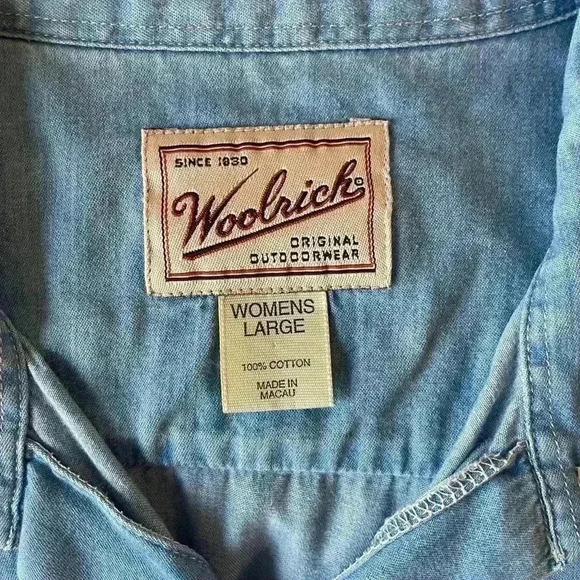 SINCE 1830
Woolrich
ORIGINAL
OUTDOORWEAR
WOMENS
LARGE
100% COTTON
MADE IN
MACAU